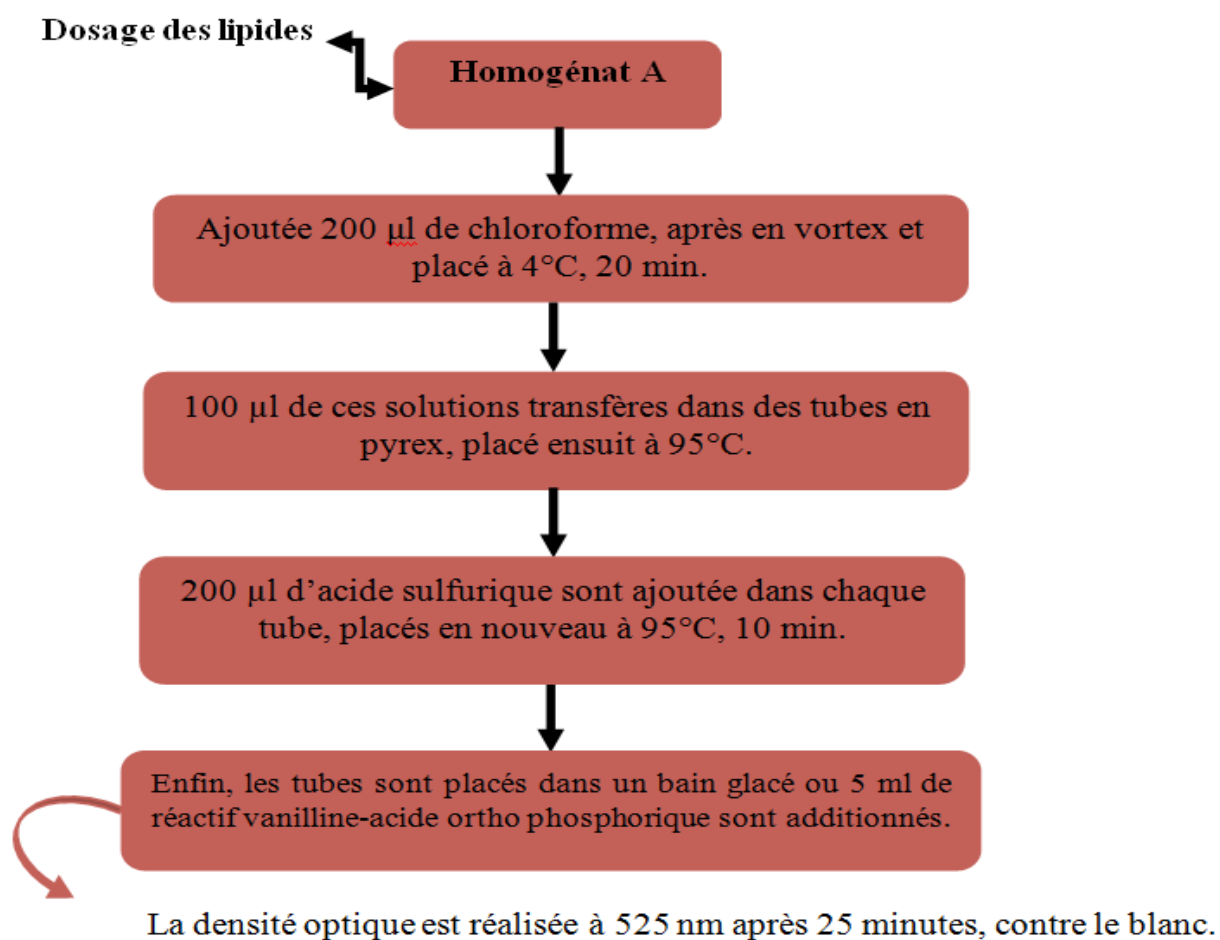 Dosage des lipides
Homogénat A
Ajoutée 200 µl de chloroforme, après en vortex et
placé à 4°C, 20 min.
100 µl de ces solutions transfères dans des tubes en
pyrex, placé ensuit à 95°C.
200 µl d’acide sulfurique sont ajoutée dans chaque
tube, placés en nouveau à 95°C, 10 min.
Enfin, les tubes sont placés dans un bain glacé ou 5 ml de
réactif vanilline-acide ortho phosphorique sont additionnés.
La densité optique est réalisée à 525 nm après 25 minutes, contre le blanc.